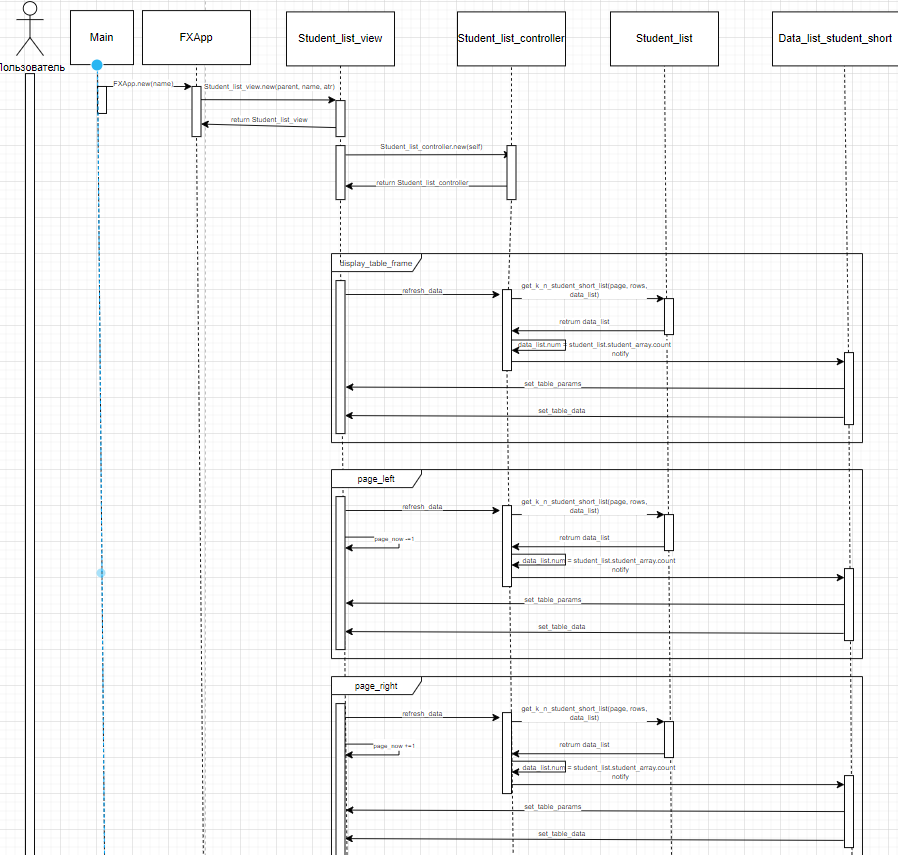 Main
FXApp
Student_list_view
Student_list_controller
Student_list
Data_list_student_short
Пользователь
FXApp.new(name)
Student_list_view.new(parent, name, atr)
return Student_list_view
Student_list_controller.new(self)
return Student_list_controller
display_table_frame
refresh_data
get_k_n_student_short_list(page, rows,
data_list)
retrum data_list
data_list.num = student_list.student_array.count
notify
set_table_params
set_table_data
page_left
refresh_data
get_k_n_student_short_list(page, rows,
data_list)
page_now -=1
retrum data_list
data_list.num = student_list.student_array.count
notify
set_table_params
set_table_data
page_right
refresh_data
get_k_n_student_short_list(page, rows,
data_list)
page_now +=1
retrum data_list
data_list.num = student_list.student_array.count
notify
set_table_params
set_table_data